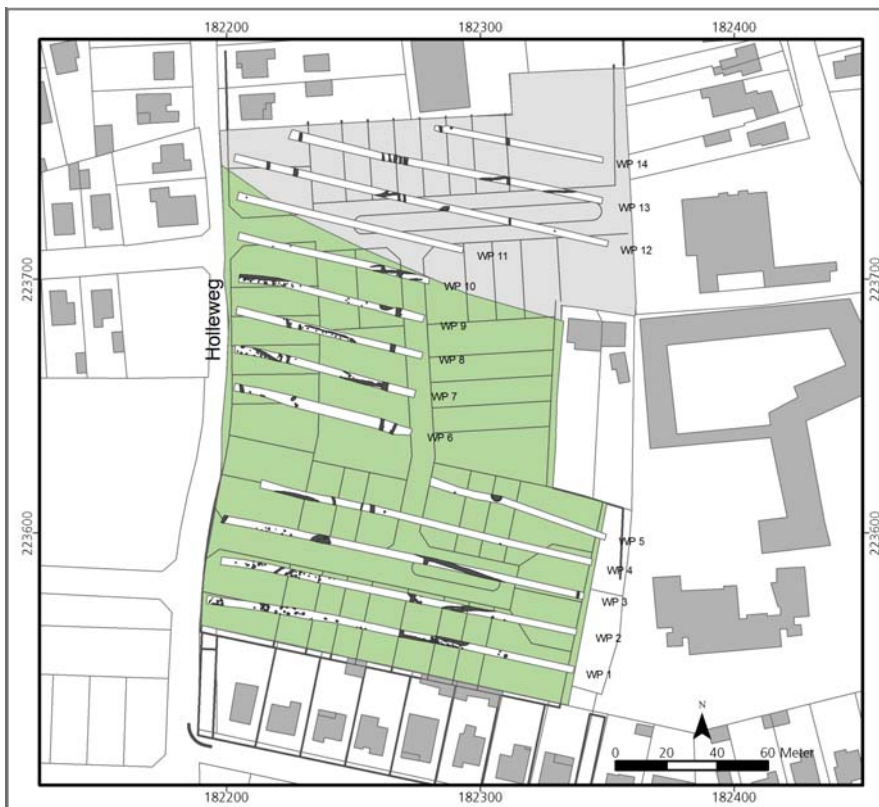 182200 182300 182400
WP 14
WP 13
WP 12
WP 11
223700 223700
WP 10
Holleweg
WP 9
WP 8
WP 7
WP 6
223600 223600
WP 5
WP 4
WP 3
WP 2
WP 1
N
0 20 40 60 Meter
182200 182300 182400